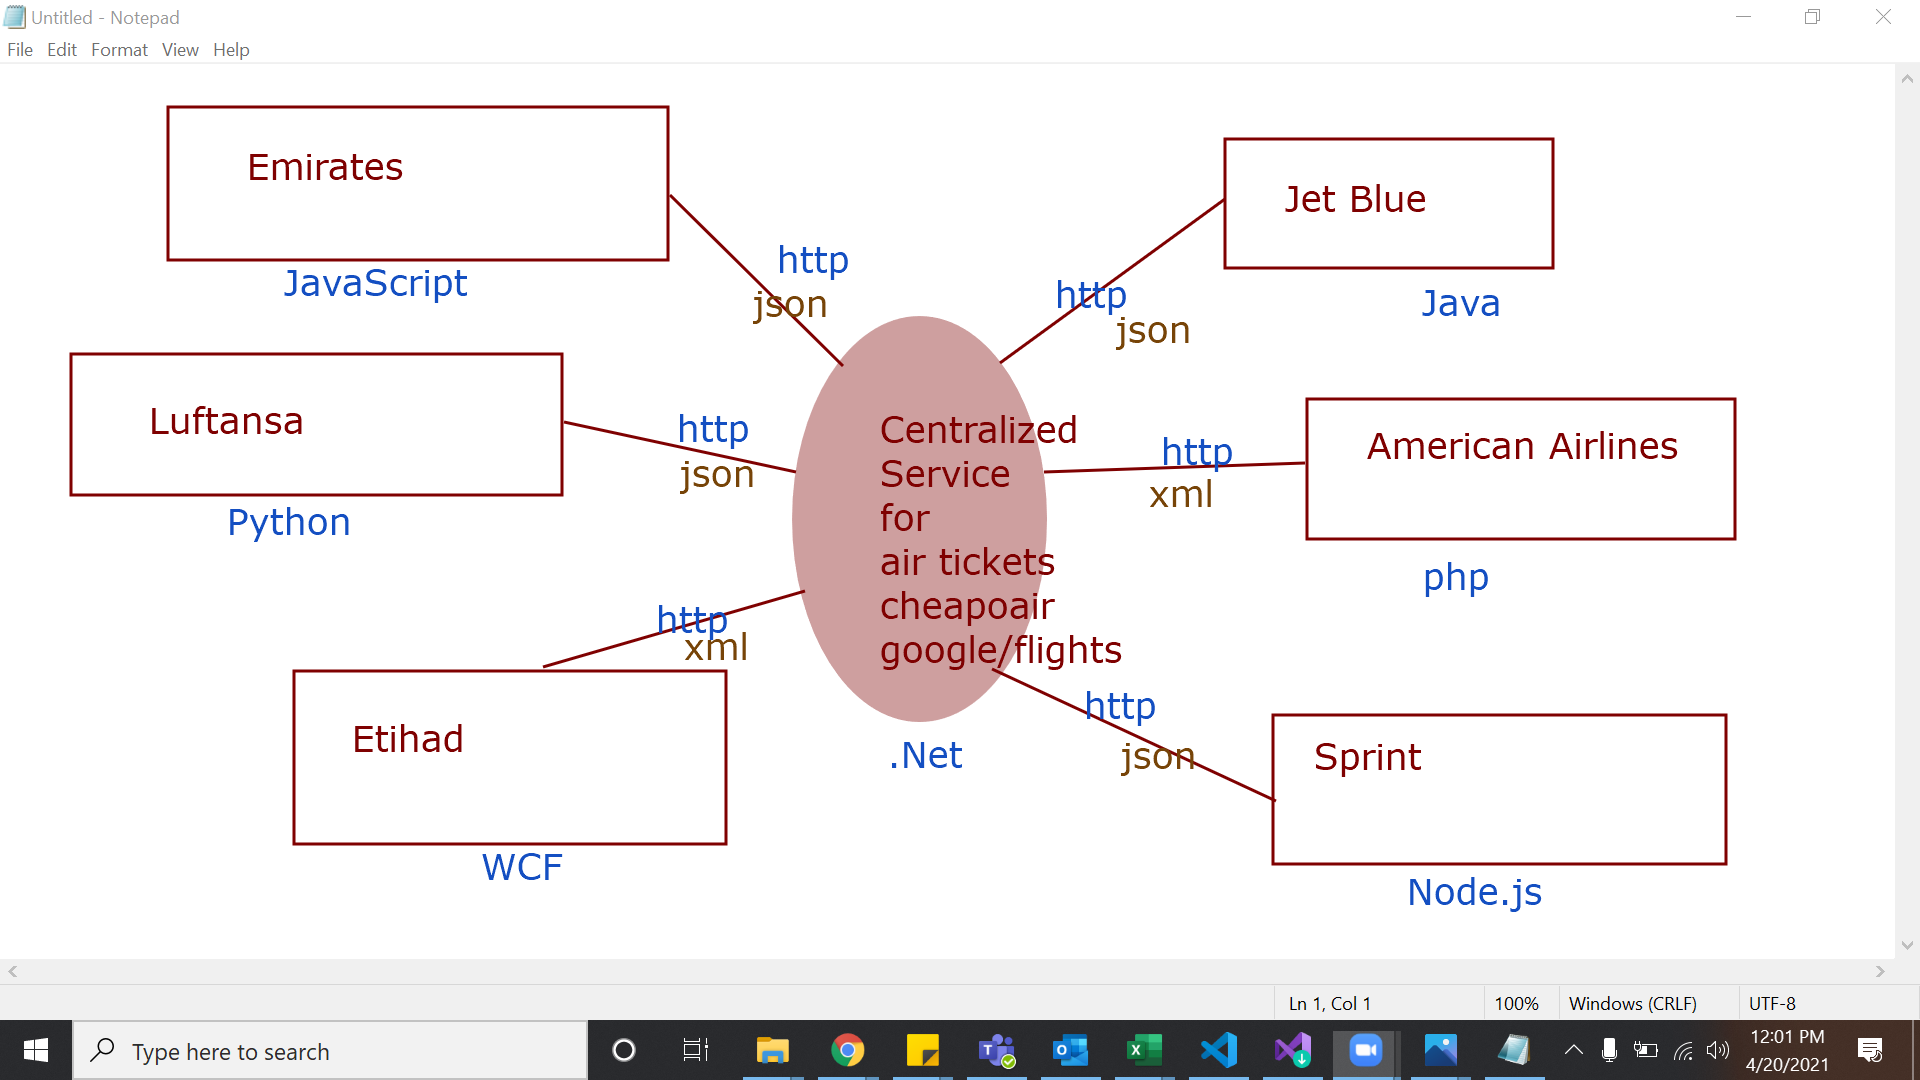 Untitled - Notepad
File Edit Format View Help
Emirates
JavaScript
http
json
Jet Blue
Java
http
json
Luftansa
Python
http
json
Centralized
Service
for
air tickets
cheapoair
google/flights
.Net
http
xml
American Airlines
php
http
xml
Etihad
WCF
http
json
Sprint
Node.js
Ln 1, Col 1
100%
Windows (CRLF)
UTF-8
Type here to search
12:01 PM
4/20/2021